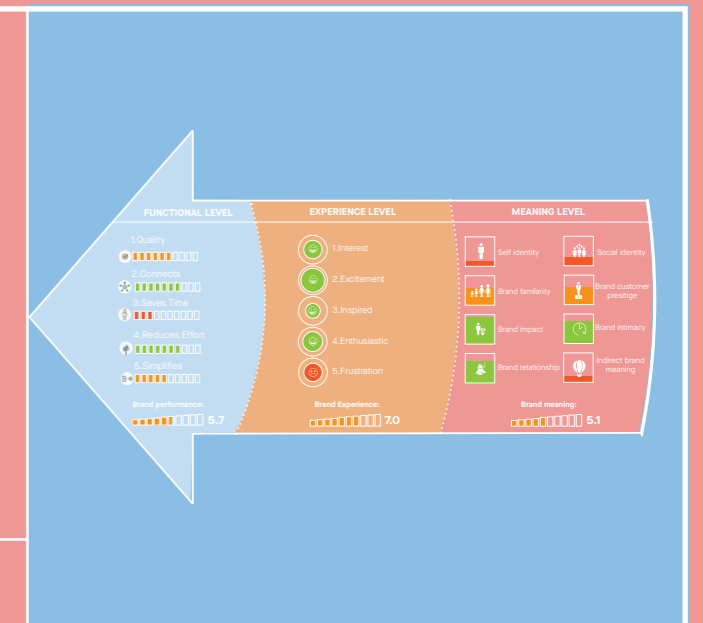 FUNCTIONAL LEVEL
1.Quality
2.Connects
3.Saves Time
4.Reduces Effort
5.Simplifies
Brand performance:
5.7
EXPERIENCE LEVEL
1.Interest
2.Excitement
3.Inspired
4.Enthusiastic
5.Frustration
Brand Experience:
7.0
MEANING LEVEL
Self identity
Social identity
Brand familiarity
Brand customer
prestige
Brand impact
Brand intimacy
Brand relationship
Indirect brand
meaning
Brand meaning:
5.1